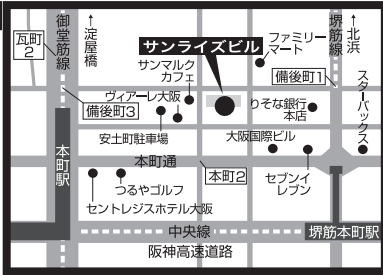 御堂筋線
↑淀屋橋
瓦町
2
サンライズビル
ファミリー
マート
堺筋線
↑北浜
サンマルク
カフェ
備後町1
スターバックス
ヴィアーレ大阪
備後町3
りそな銀行
本店
安土町駐車場
大阪国際ビル
本町駅
本町通
本町2
セブンイ
レブン
つるやゴルフ
セントレジスホテル大阪
中央線
堺筋本町駅
阪神高速道路